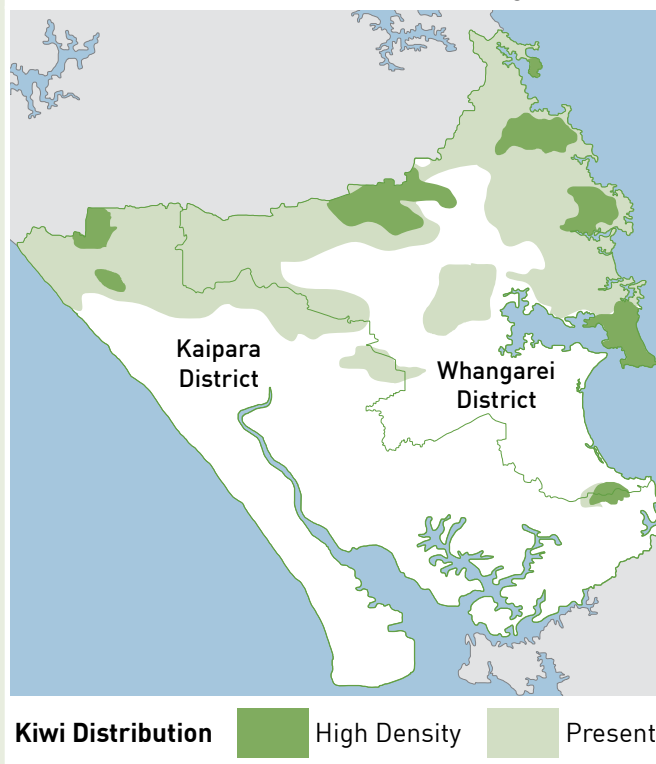 Kaipara
District
Whangarei
District
Kiwi Distribution High Density Present